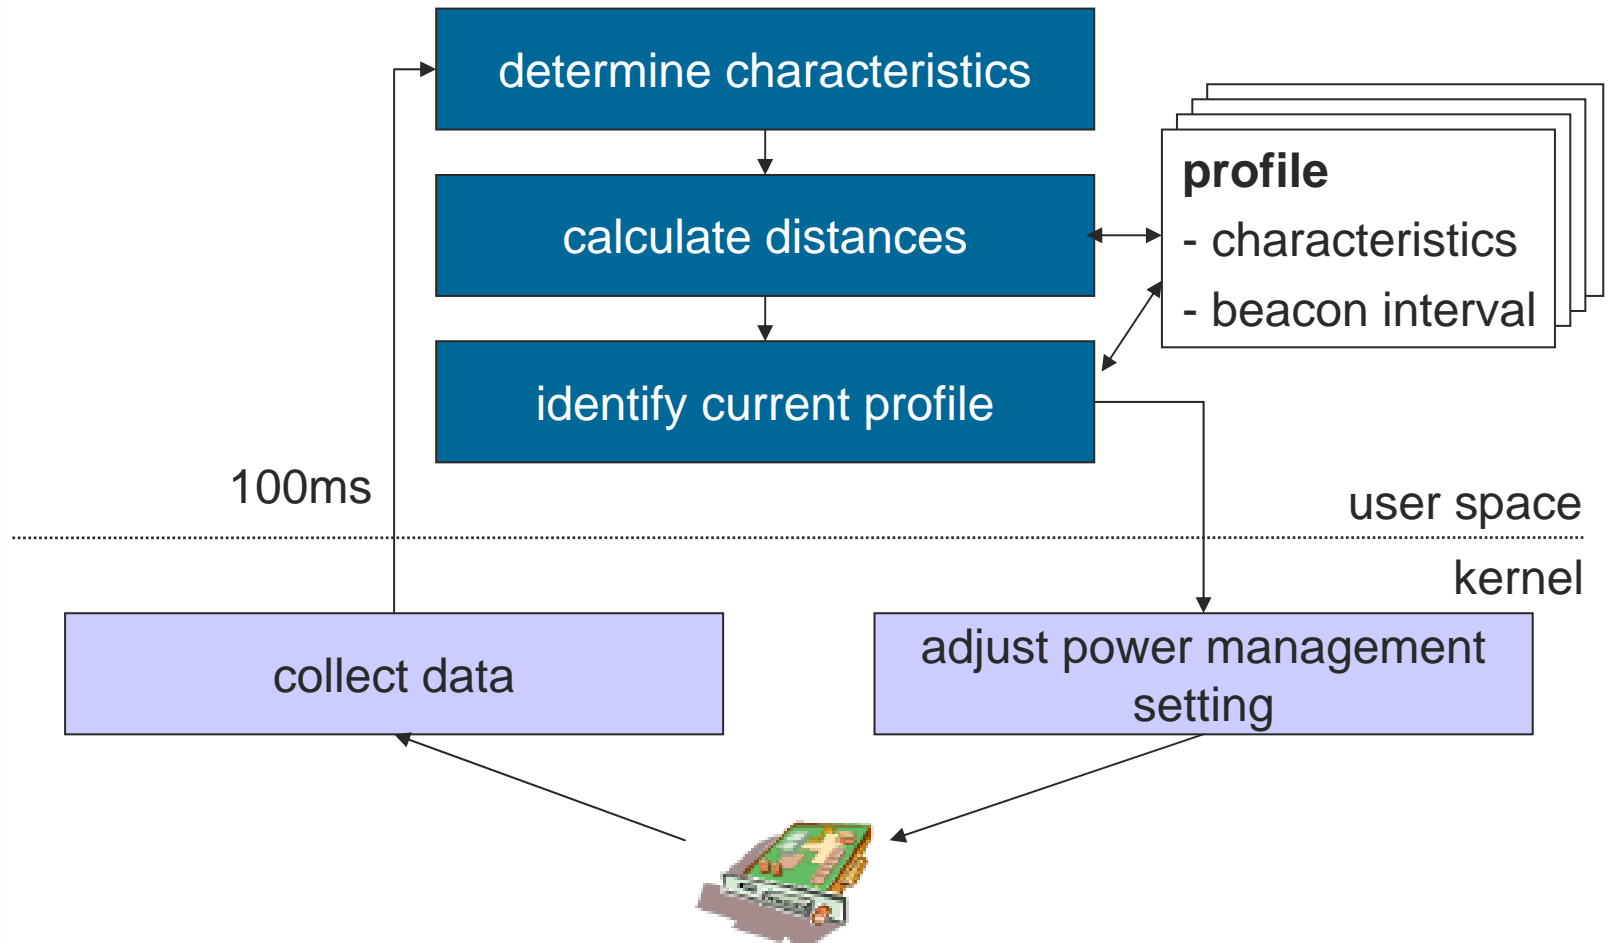 determine characteristics
calculate distances
identify current profile
profile
- characteristics
- beacon interval
100ms
user space
kernel
collect data
adjust power management
setting